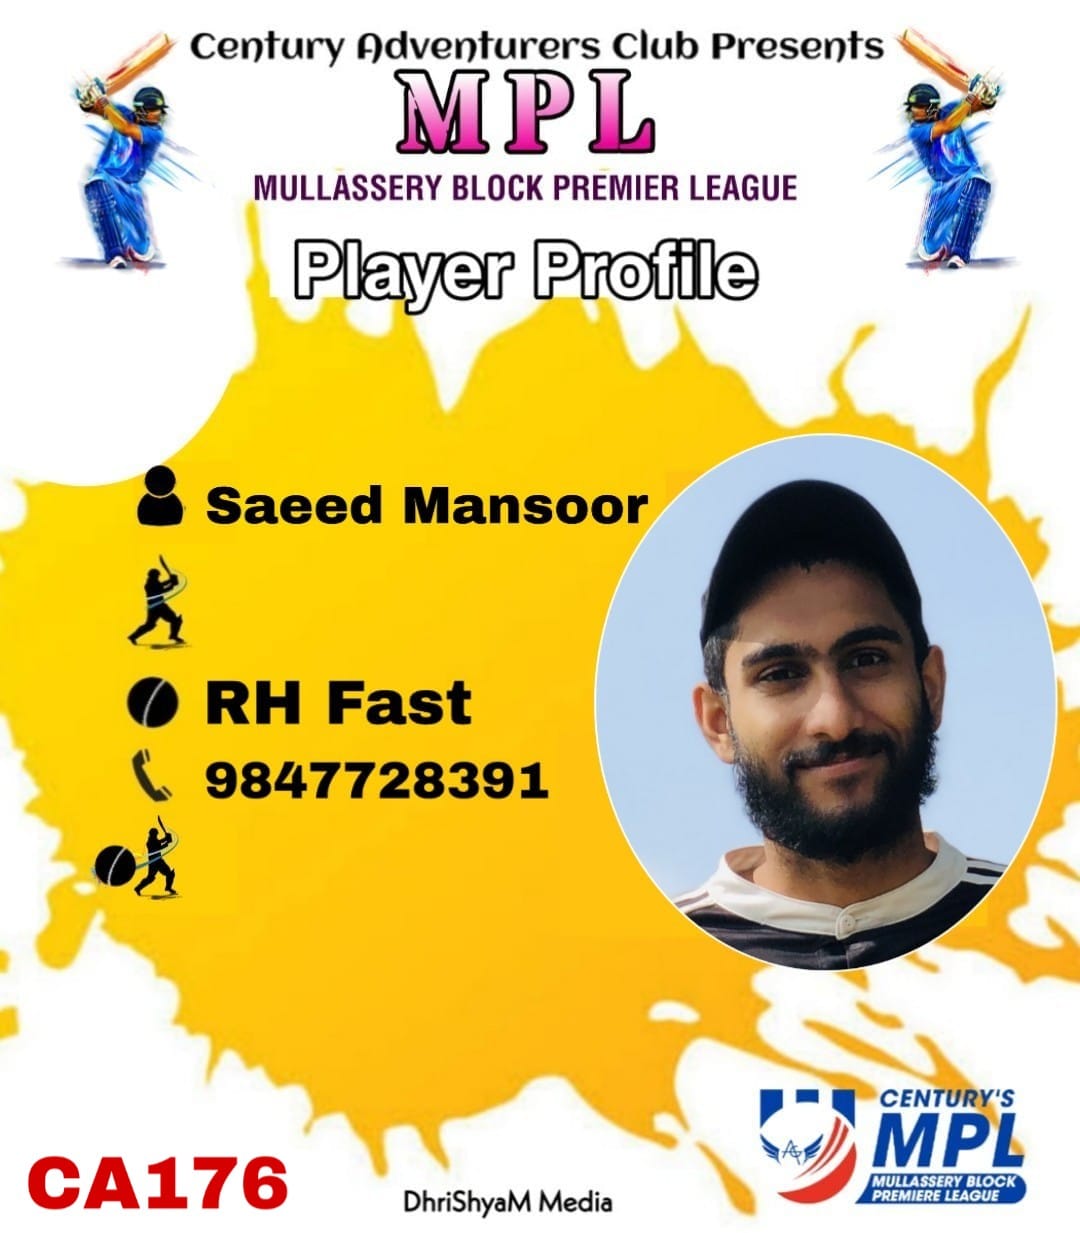 Century Adventurers Club Presents
MPL
MULLASSERY BLOCK PREMIER LEAGUE
Player Profile
Saeed Mansoor
RH Fast
9847728391
CENTURY'S
MPL
MULLASSERY BLOCK
PREMIERE LEAGUE
CA176
DhriShyaM Media